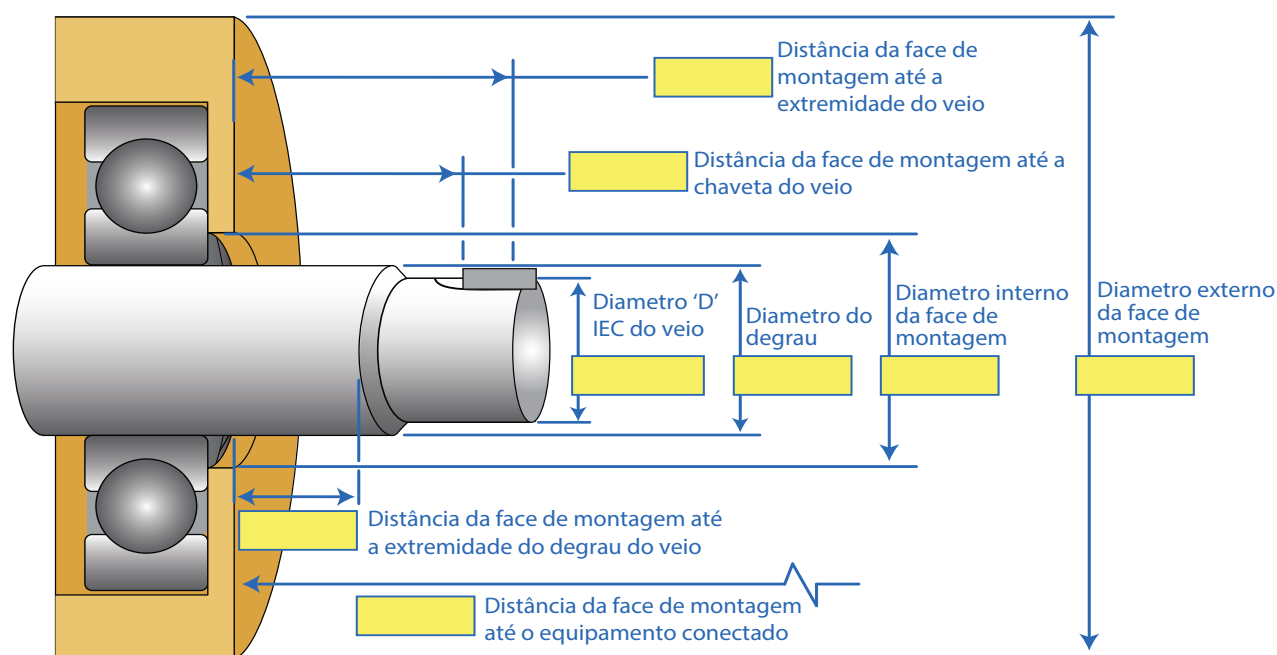 Distância da face de
montagem até a
extremidade do veio
Distância da face de montagem até a
chaveta do veio
Diametro ‘D’
IEC do veio
Diametro do
degrau
Diametro interno
da face de
montagem
Diametro externo
da face de
montagem
Distância da face de montagem até
a extremidade do degrau do veio
Distância da face de montagem
até o equipamento conectado